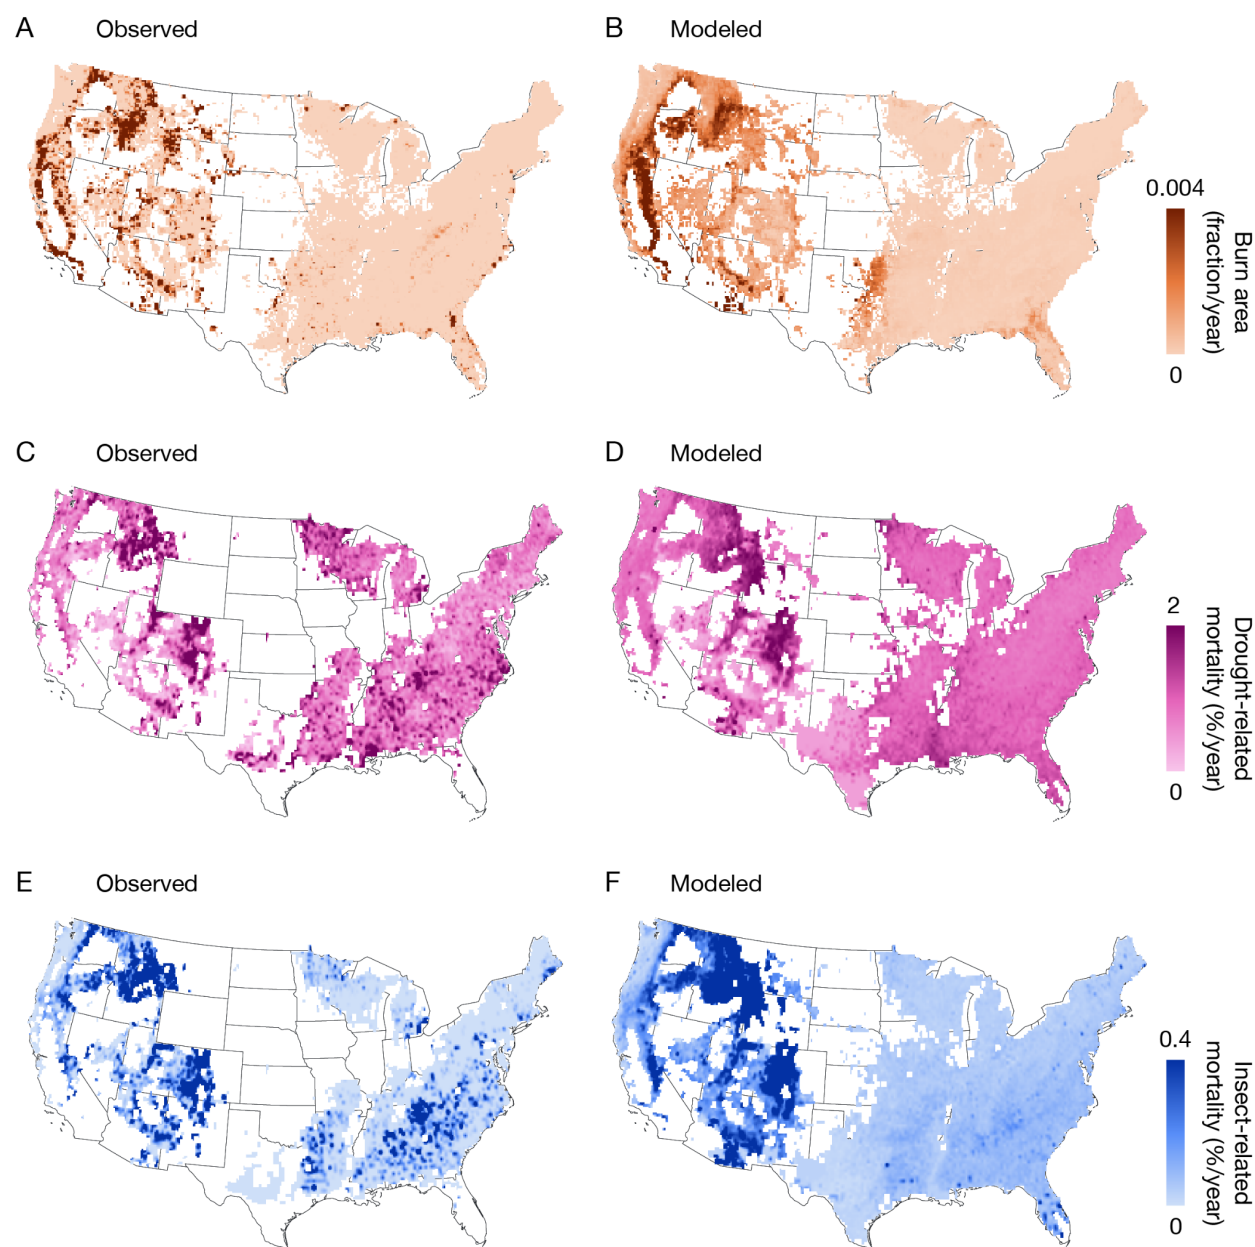 A Observed
B Modeled
0.004
Burn area
(fraction/year)
0
C Observed
D Modeled
2
Drought-related
mortality (%/year)
0
E Observed
F Modeled
0.4
Insect-related
mortality (%/year)
0